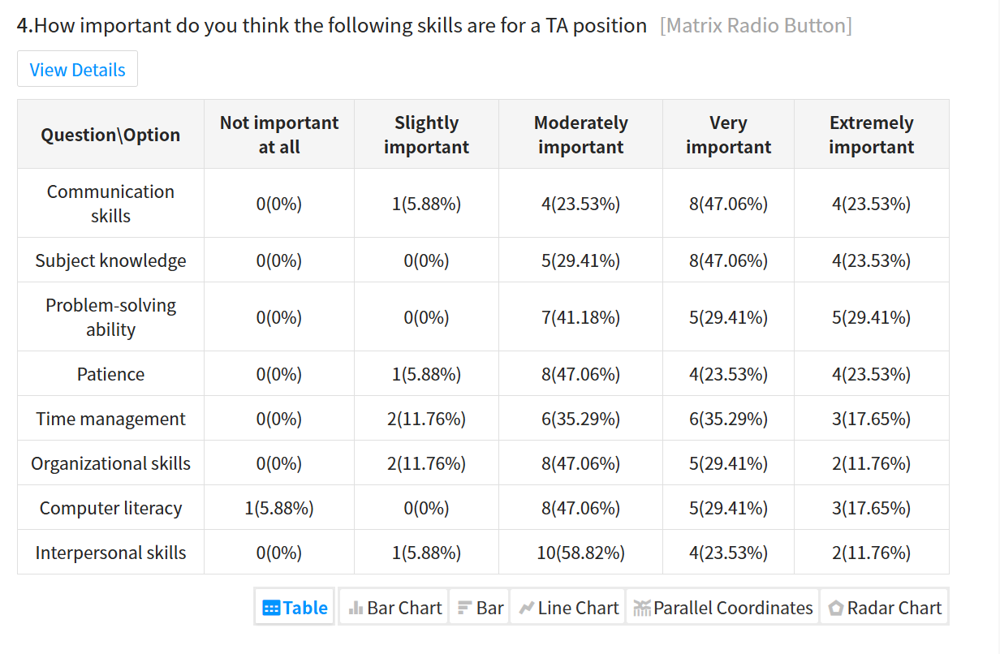 4.How important do you think the following skills are for a TA position [Matrix Radio Button]
View Details
Question\Option Not important at all Slightly important Moderately important Very important Extremely important
Communication skills 0(0%) 1(5.88%) 4(23.53%) 8(47.06%) 4(23.53%)
Subject knowledge 0(0%) 0(0%) 5(29.41%) 8(47.06%) 4(23.53%)
Problem-solving ability 0(0%) 0(0%) 7(41.18%) 5(29.41%) 5(29.41%)
Patience 0(0%) 1(5.88%) 8(47.06%) 4(23.53%) 4(23.53%)
Time management 0(0%) 2(11.76%) 6(35.29%) 6(35.29%) 3(17.65%)
Organizational skills 0(0%) 2(11.76%) 8(47.06%) 5(29.41%) 2(11.76%)
Computer literacy 1(5.88%) 0(0%) 8(47.06%) 5(29.41%) 3(17.65%)
Interpersonal skills 0(0%) 1(5.88%) 10(58.82%) 4(23.53%) 2(11.76%)
Table Bar Chart Bar Line Chart Parallel Coordinates Radar Chart